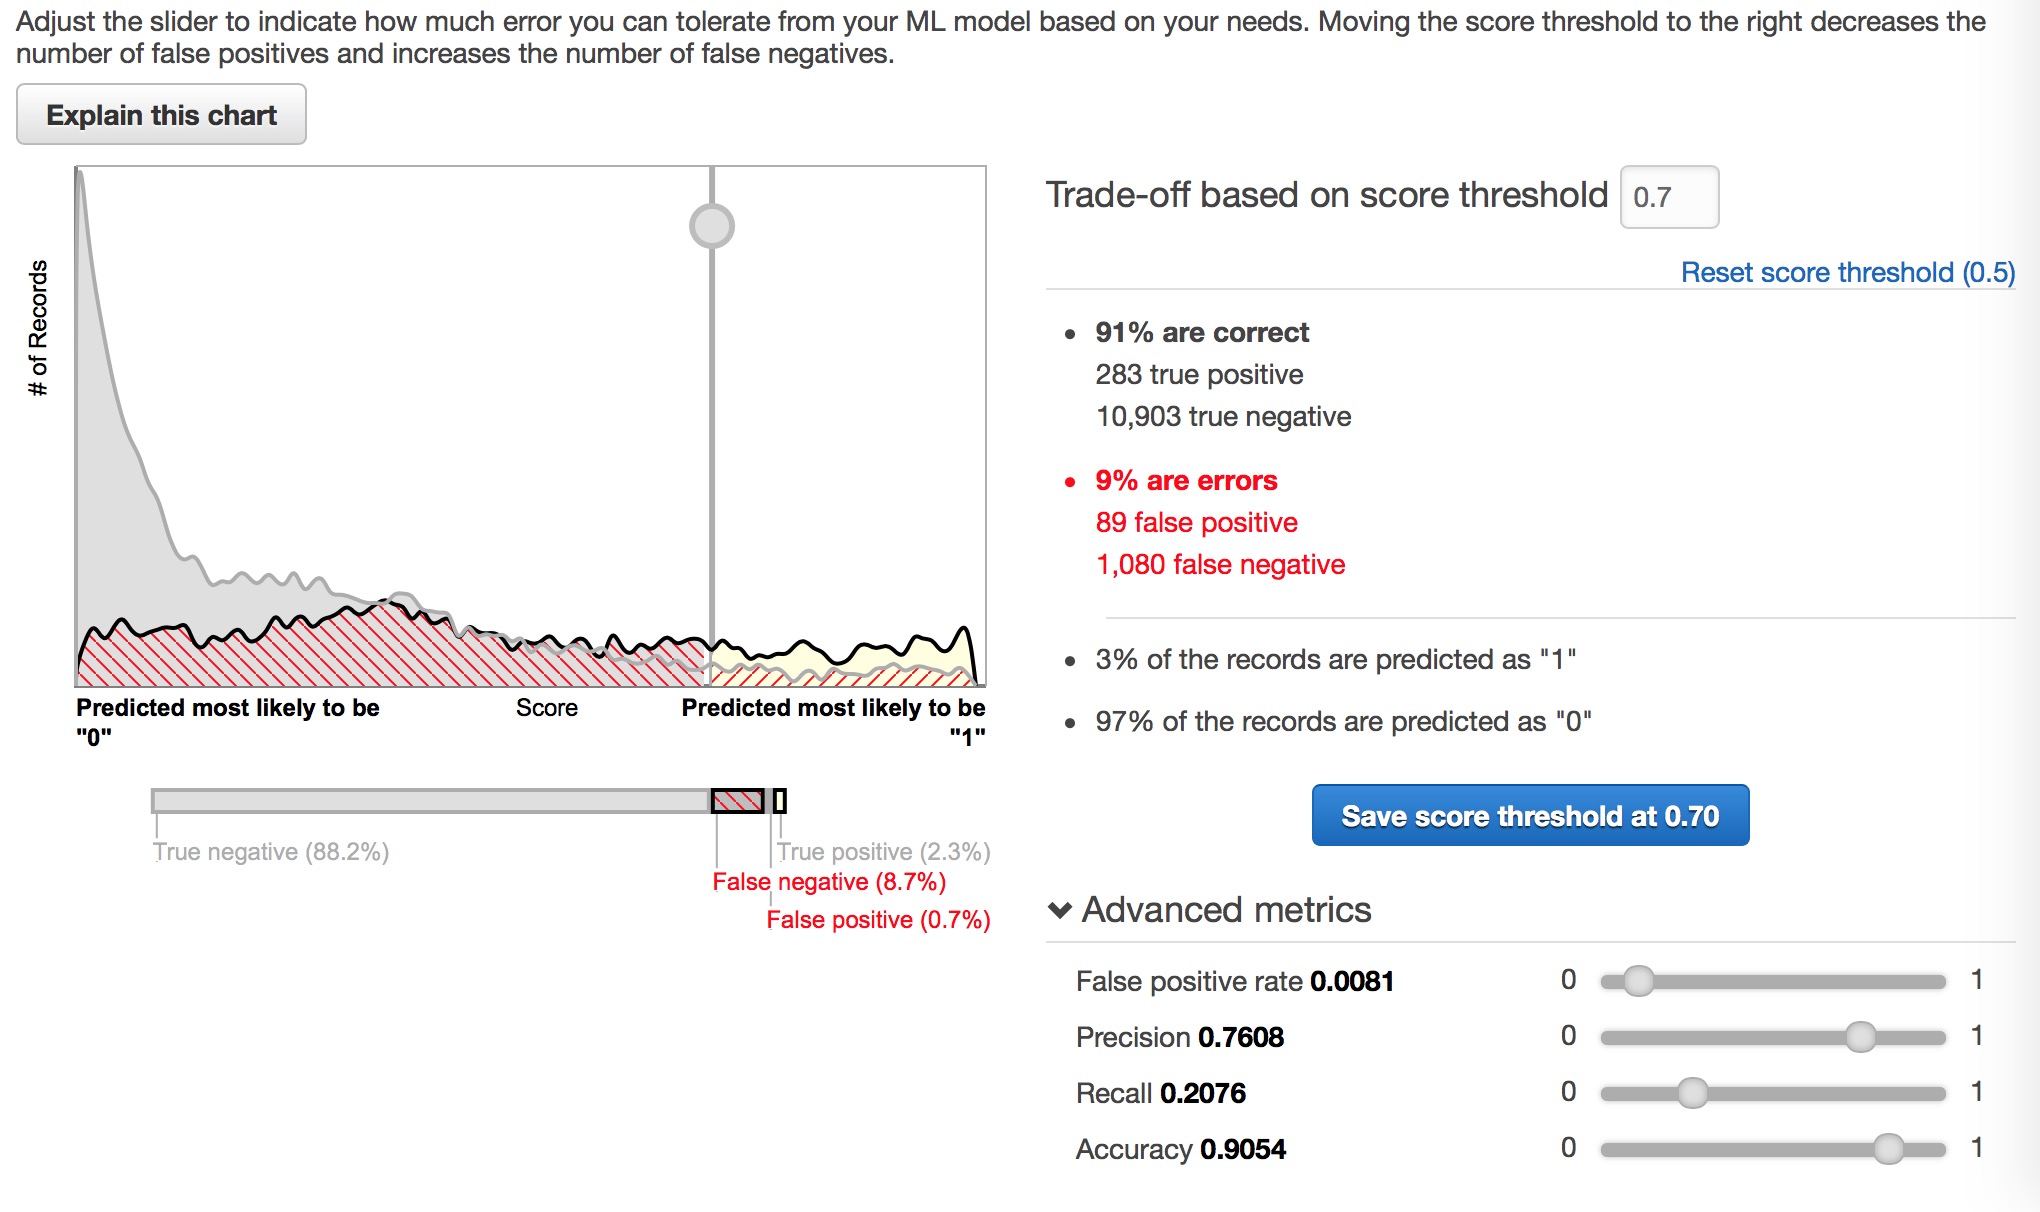 Adjust the slider to indicate how much error you can tolerate from your ML model based on your needs. Moving the score threshold to the right decreases the
number of false positives and increases the number of false negatives.
Explain this chart
# of Records
Predicted most likely to be
"0"
Score
Predicted most likely to be
"1"
True negative (88.2%)
True positive (2.3%)
False negative (8.7%)
False positive (0.7%)
Trade-off based on score threshold 0.7
Reset score threshold (0.5)
• 91% are correct
283 true positive
10,903 true negative
• 9% are errors
89 false positive
1,080 false negative
• 3% of the records are predicted as "1"
• 97% of the records are predicted as "0"
Save score threshold at 0.70
Advanced metrics
False positive rate 0.0081 0 1
Precision 0.7608 0 1
Recall 0.2076 0 1
Accuracy 0.9054 0 1